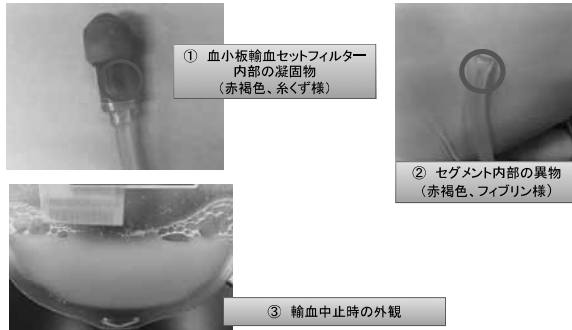 ① 血小板輸血セットフィルター
内部の凝固物
(赤褐色、糸くず様)
② セグメント内部の異物
(赤褐色、フィブリン様)
③ 輸血中止時の外観